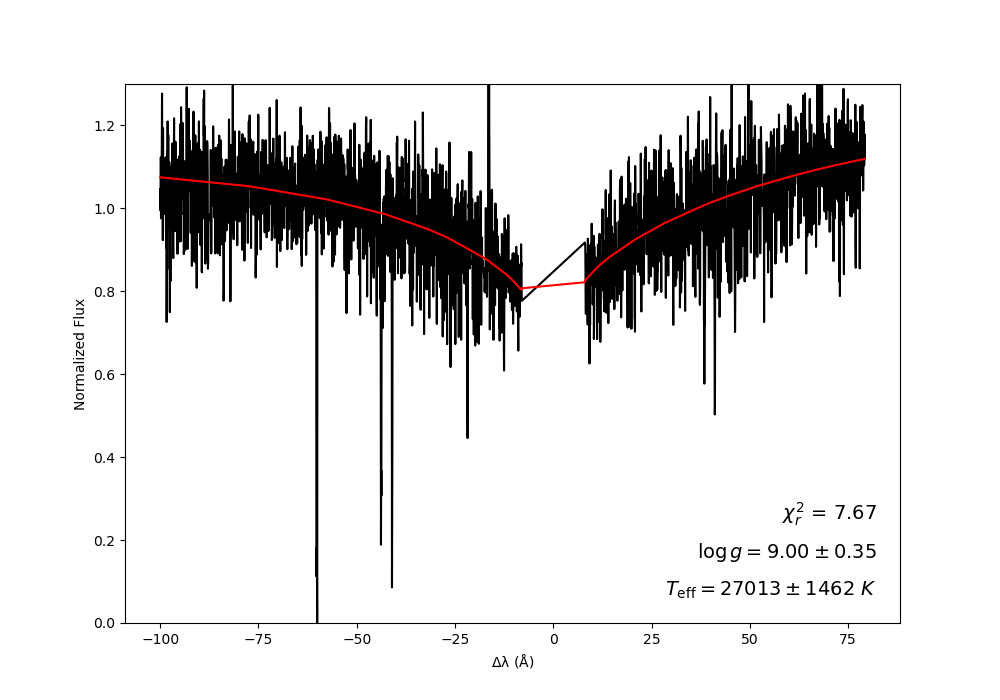 1.2
1.0
0.8
0.6
0.4
0.2
0.0
Normalized Flux
χ²ᵣ = 7.67
log g = 9.00 ± 0.35
T_eff = 27013 ± 1462 K
−100 −75 −50 −25 0 25 50 75
Δλ (Å)